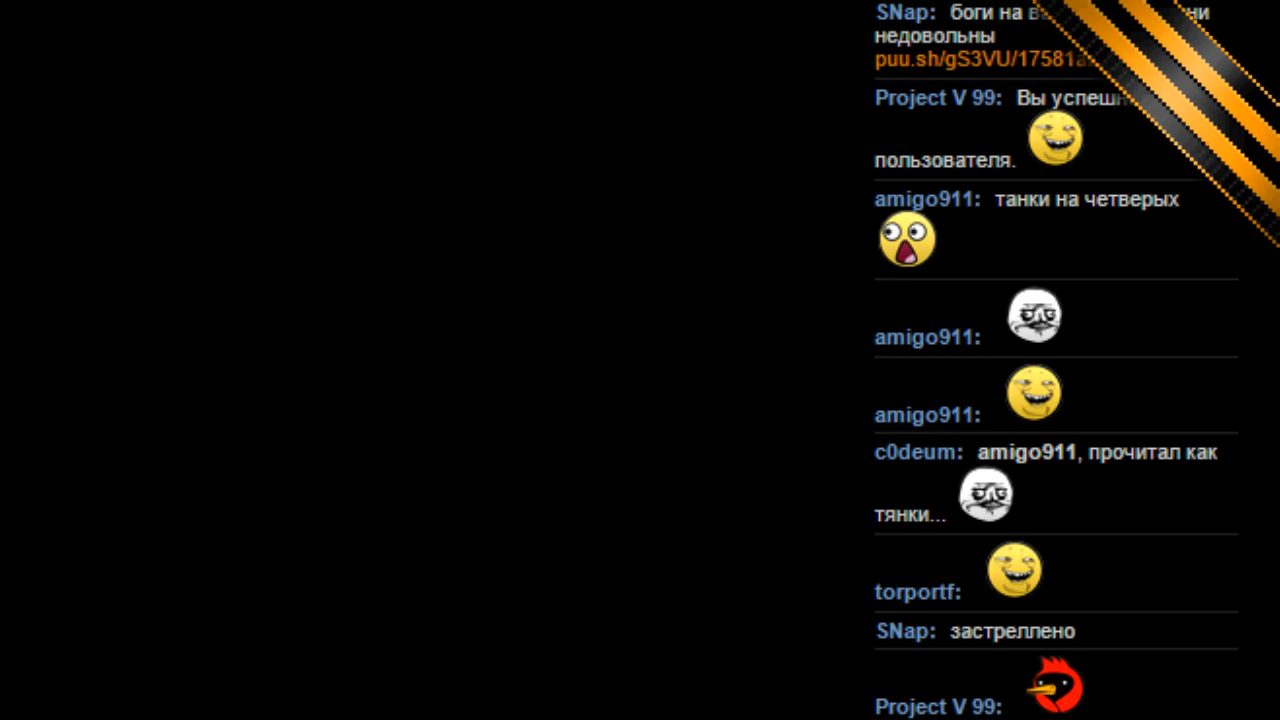 SNap: боги на
недовольны
puu.sh/gS3VU/17581
Project V 99: Вы
пользователя.
amigo911: танки на четверых
amigo911:
amigo911:
c0deum: amigo911, прочитал как
тянки...
torportf:
SNap: застреллено
Project V 99: